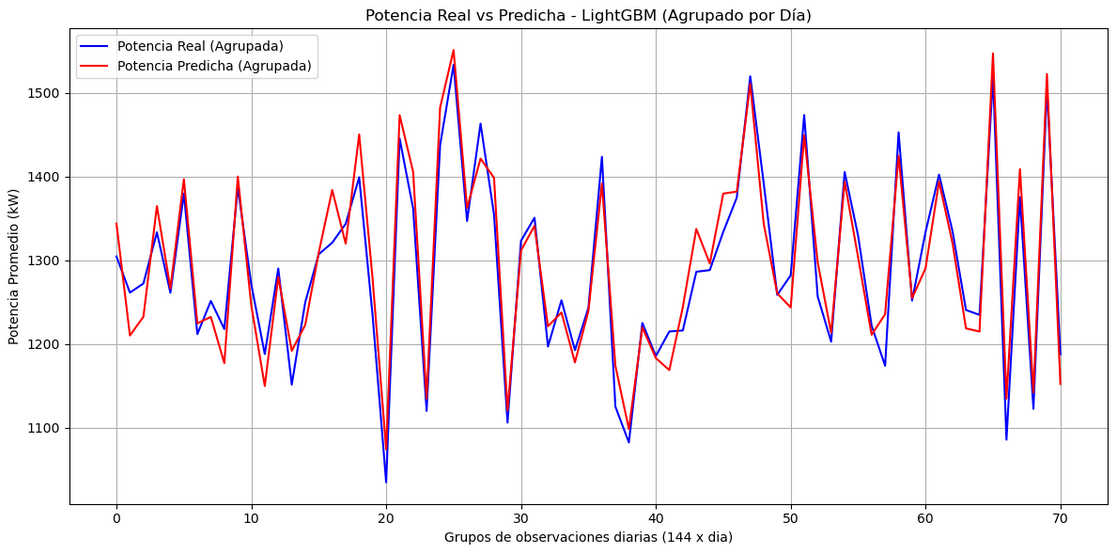 Potencia Real vs Predicha - LightGBM (Agrupado por Día)
Potencia Real (Agrupada)
Potencia Predicha (Agrupada)
Potencia Promedio (kW)
1500
1400
1300
1200
1100
0 10 20 30 40 50 60 70
Grupos de observaciones diarias (144 x dia)